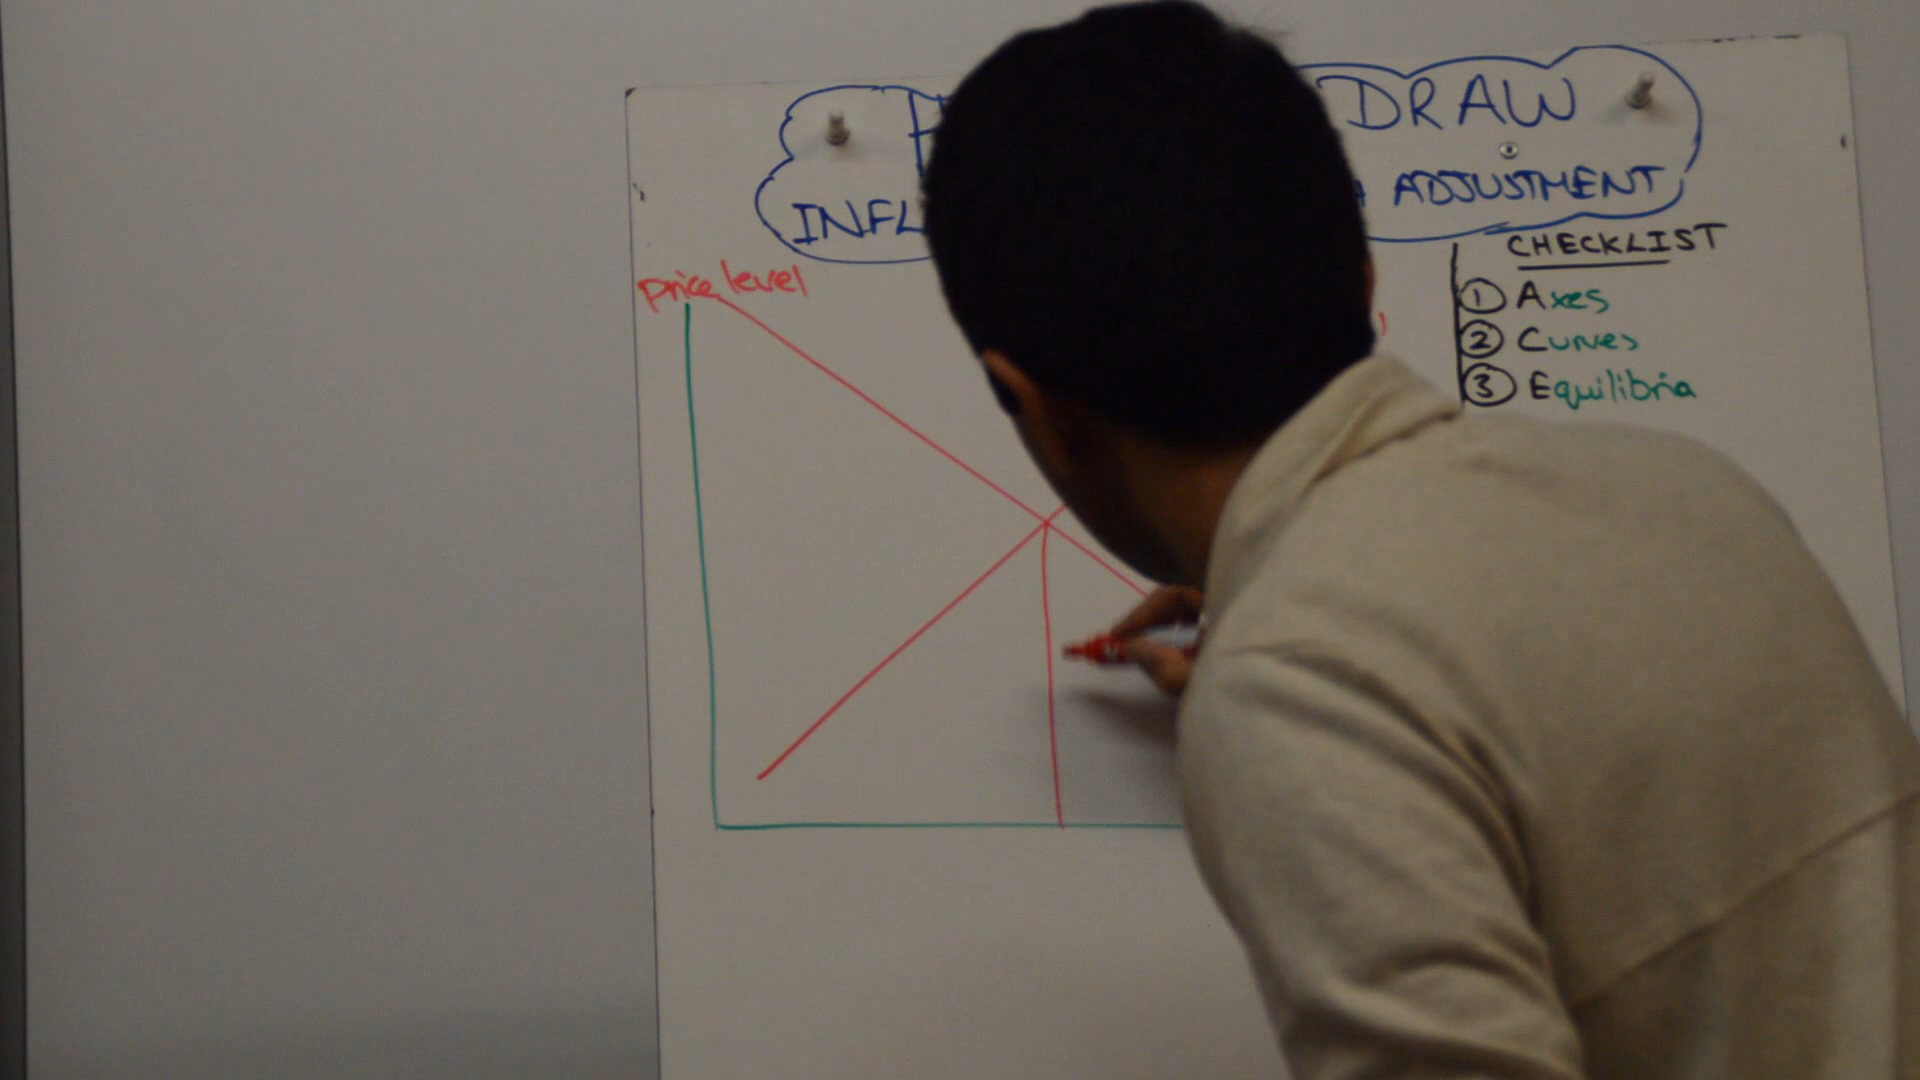 DRAW
INFL ADJUSTMENT
CHECKLIST
price level
1 Axes
2 Curves
3 Equilibria